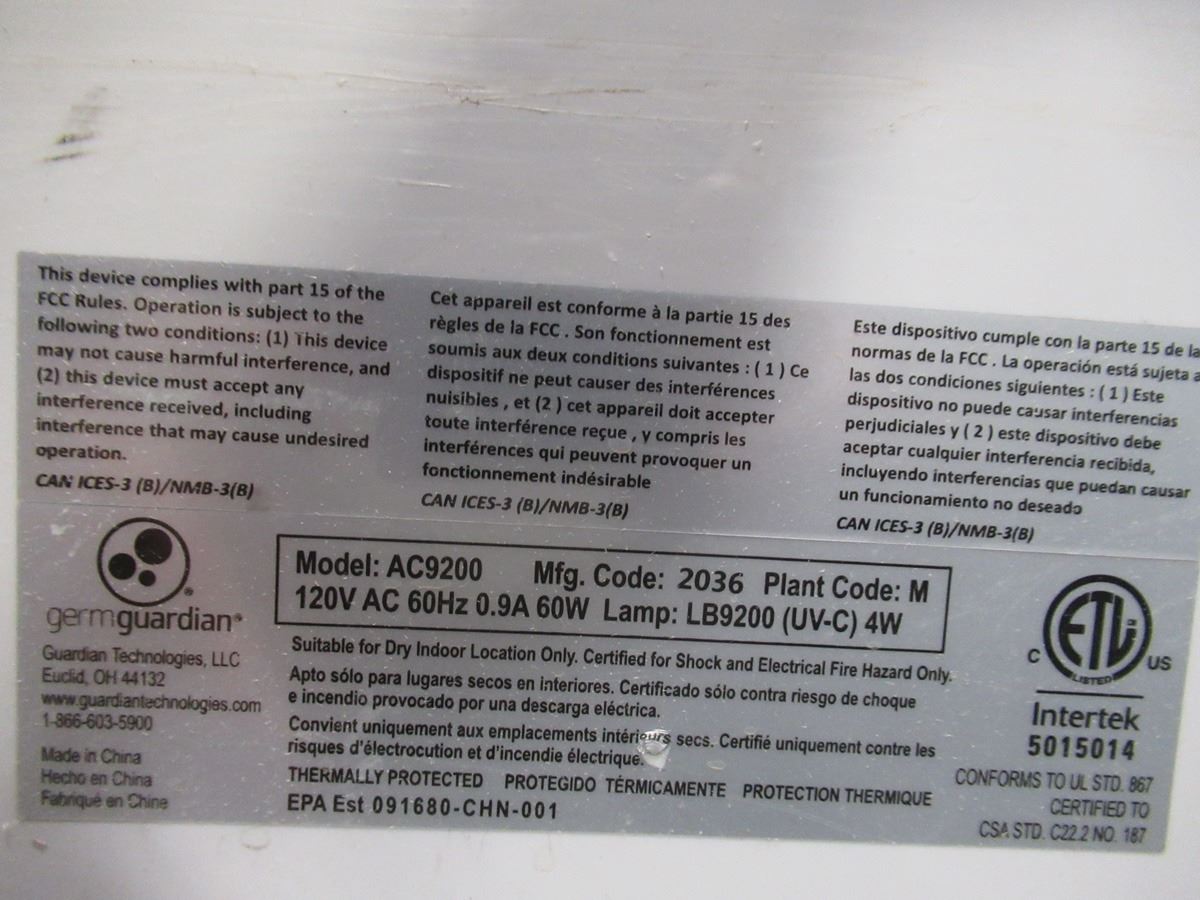 This device complies with part 15 of the
FCC Rules. Operation is subject to the
following two conditions: (1) This device
may not cause harmful interference, and
(2) this device must accept any
interference received, including
interference that may cause undesired
operation.
CAN ICES-3 (B)/NMB-3(B)
Cet appareil est conforme à la partie 15 des
règles de la FCC . Son fonctionnement est
soumis aux deux conditions suivantes : ( 1 ) Ce
dispositif ne peut causer des interférences
nuisibles , et ( 2 ) cet appareil doit accepter
toute interférence reçue , y compris les
interférences qui peuvent provoquer un
fonctionnement indésirable
CAN ICES-3 (B)/NMB-3(B)
Este dispositivo cumple con la parte 15 de la
normas de la FCC . La operación está sujeta a
las dos condiciones siguientes : ( 1 ) Este
dispositivo no puede causar interferencias
perjudiciales y ( 2 ) este dispositivo debe
aceptar cualquier interferencia recibida,
incluyendo interferencias que puedan causar
un funcionamiento no deseado
CAN ICES-3 (B)/NMB-3(B)
germguardian®
Guardian Technologies, LLC
Euclid, OH 44132
www.guardiantechnologies.com
1-866-603-5900
Made in China
Hecho en China
Fabriqué en Chine
Model: AC9200 Mfg. Code: 2036 Plant Code: M
120V AC 60Hz 0.9A 60W Lamp: LB9200 (UV-C) 4W
Suitable for Dry Indoor Location Only. Certified for Shock and Electrical Fire Hazard Only.
Apto sólo para lugares secos en interiores. Certificado sólo contra riesgo de choque
e incendio provocado por una descarga eléctrica.
Convient uniquement aux emplacements intérieurs secs. Certifié uniquement contre les
risques d'électrocution et d'incendie électrique.
THERMALLY PROTECTED PROTEGIDO TÉRMICAMENTE PROTECTION THERMIQUE
EPA Est 091680-CHN-001
ETL
LISTED
C US
Intertek
5015014
CONFORMS TO UL STD. 867
CERTIFIED TO
CSA STD. C22.2 NO. 187